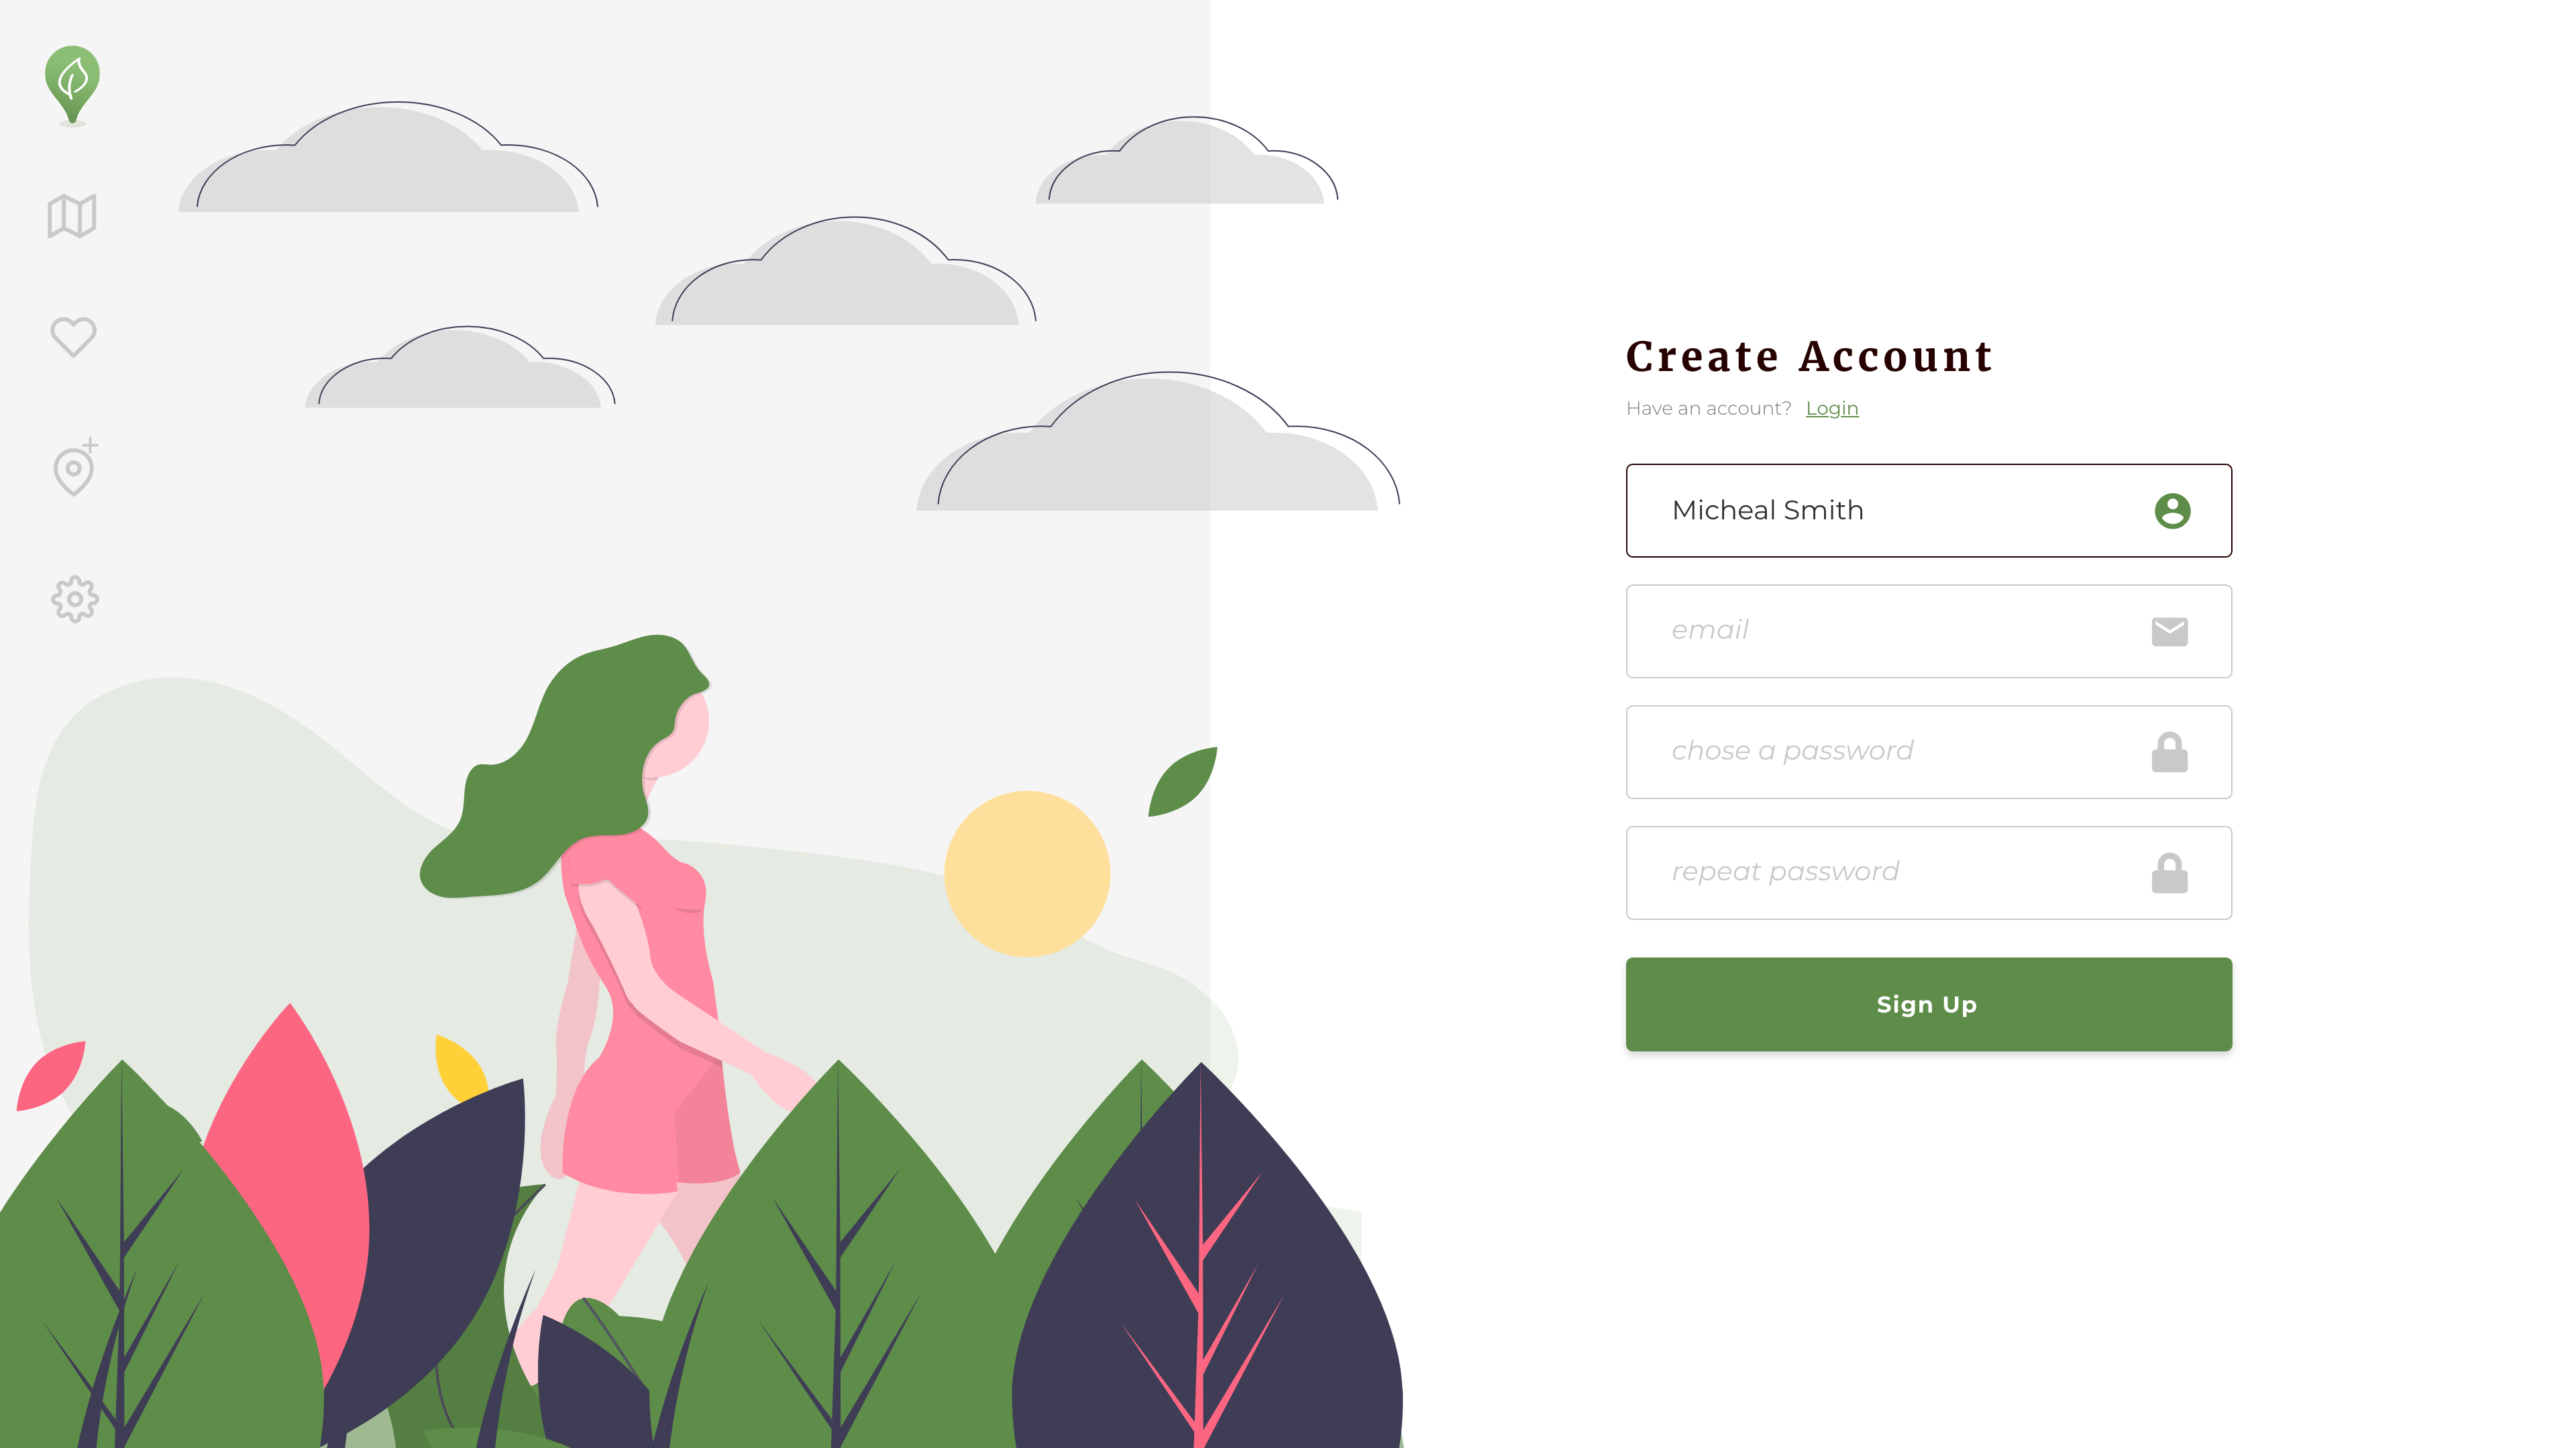 Create Account
Have an account? Login
Micheal Smith
email
chose a password
repeat password
Sign Up